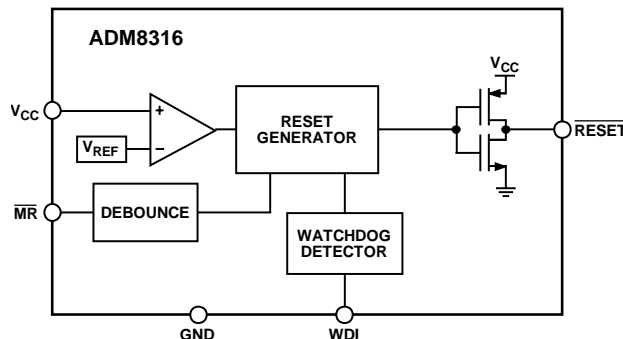 ADM8316
VCC
VCC
+
RESET
GENERATOR
RESET
VREF
−
MR
DEBOUNCE
WATCHDOG
DETECTOR
GND
WDI